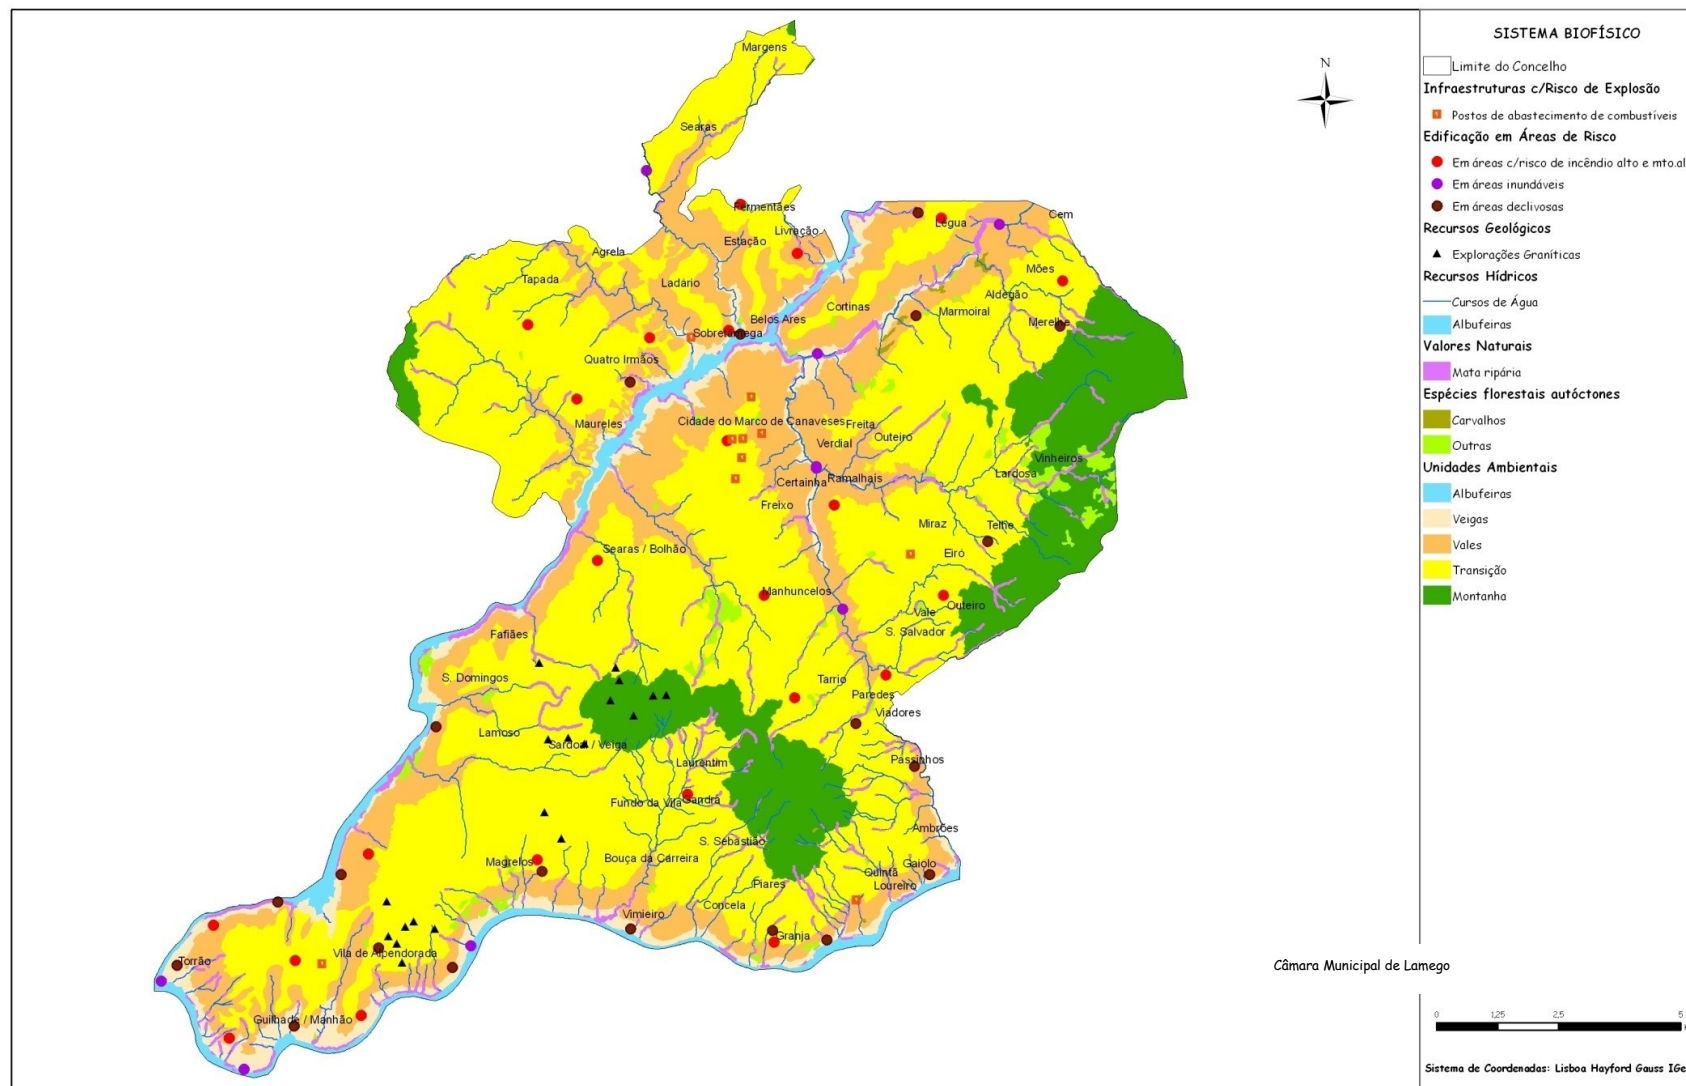 SISTEMA BIOFÍSICO
Limite do Concelho
Infraestruturas c/Risco de Explosão
Postos de abastecimento de combustíveis
Edificação em Áreas de Risco
Em áreas c/risco de incêndio alto e mto.al
Em áreas inundáveis
Em áreas declivosas
Recursos Geológicos
Explorações Graníticas
Recursos Hídricos
Cursos de Água
Albufeiras
Valores Naturais
Mata ripária
Espécies florestais autóctones
Carvalhos
Outras
Unidades Ambientais
Albufeiras
Veigas
Vales
Transição
Montanha
N
Margens
Searas
Fermentães
Livração
Estação
Légua
Cem
Agrela
Tapada
Ladário
Mões
Aldegão
Cortinas
Marmoiral
Merelhe
Belos Ares
Sobretâmega
Quatro Irmãos
Maureles
Cidade do Marco de Canaveses
Freita
Outeiro
Verdial
Vinheiros
Lardosa
Certainha
Ramalhais
Freixo
Miraz
Telhe
Searas / Bolhão
Eiró
Manhuncelos
Outeiro
Vale
S. Salvador
Fafiães
S. Domingos
Tarrio
Paredes
Viadores
Lamoso
Sardoal / Veiga
Laurentim
Passinhos
Fundo da Vila
Gandra
Ambrões
S. Sebastião
Bouça da Carreira
Magrelos
Gaiolo
Quintã
Loureiro
Piares
Concela
Vimieiro
Granja
Vila de Alpendorada
Torrão
Guilhade / Manhão
Câmara Municipal de Lamego
0 1,25 2,5 5
Sistema de Coordenadas: Lisboa Hayford Gauss IGe